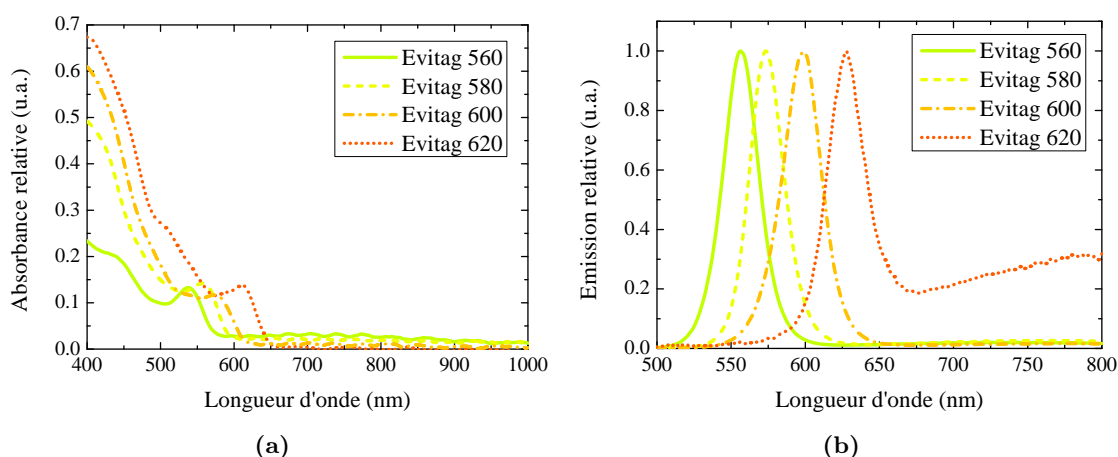 0.7
0.6
0.5
0.4
0.3
0.2
0.1
0.0
400 500 600 700 800 900 1000
Absorbance relative (u.a.)
Longueur d'onde (nm)
Evitag 560
Evitag 580
Evitag 600
Evitag 620
(a)
1.0
0.8
0.6
0.4
0.2
0.0
500 550 600 650 700 750 800
Emission relative (u.a.)
Longueur d'onde (nm)
Evitag 560
Evitag 580
Evitag 600
Evitag 620
(b)